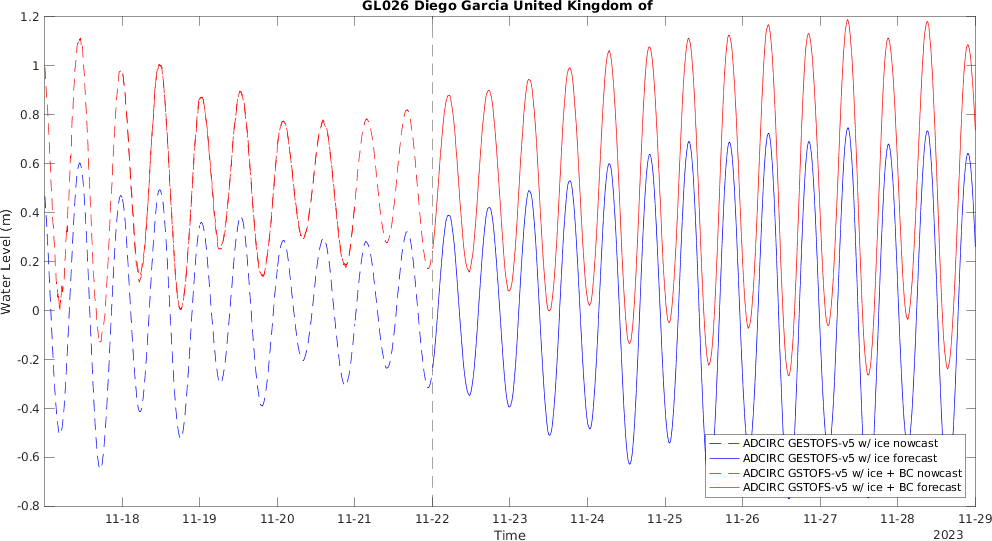 GL026 Diego Garcia United Kingdom of
Water Level (m)
1.2
1
0.8
0.6
0.4
0.2
0
-0.2
-0.4
-0.6
-0.8
ADCIRC GESTOFS-v5 w/ ice nowcast
ADCIRC GESTOFS-v5 w/ ice forecast
ADCIRC GSTOFS-v5 w/ ice + BC nowcast
ADCIRC GSTOFS-v5 w/ ice + BC forecast
11-18 11-19 11-20 11-21 11-22 11-23 11-24 11-25 11-26 11-27 11-28 11-29
Time
2023